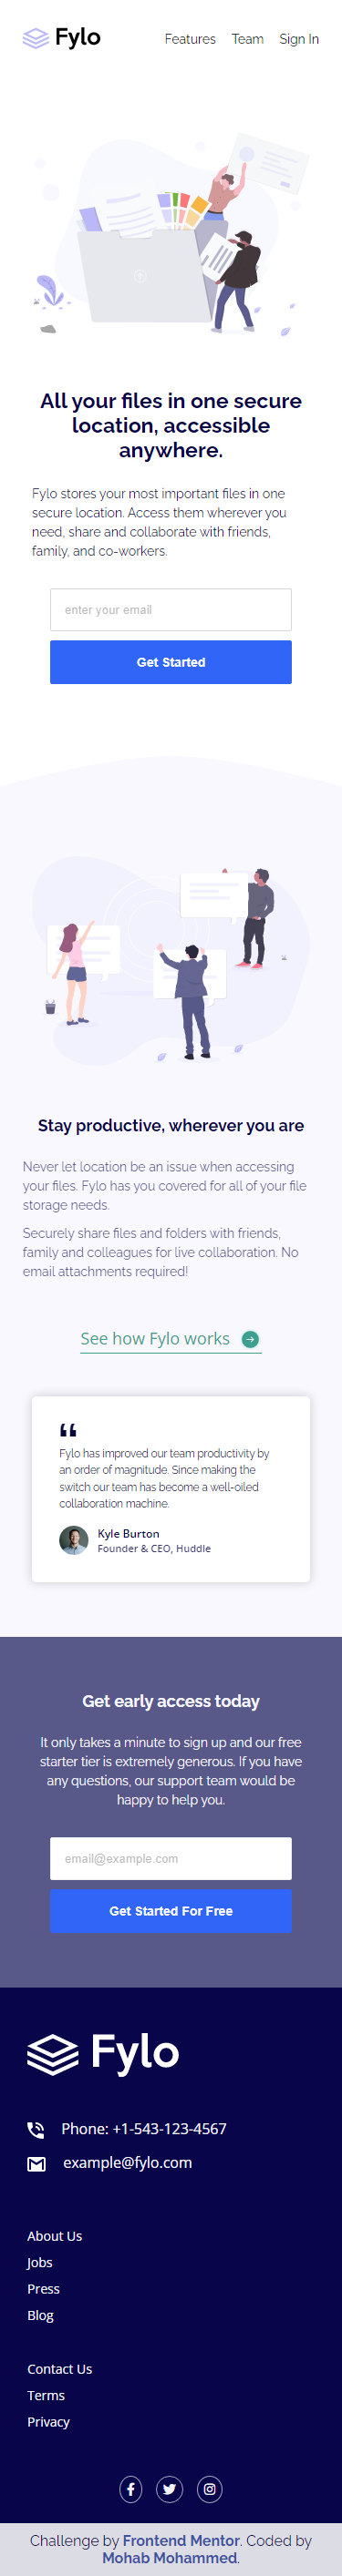 Fylo
Features Team Sign In
All your files in one secure
location, accessible
anywhere.
Fylo stores your most important files in one
secure location. Access them wherever you
need, share and collaborate with friends,
family, and co-workers.
enter your email
Get Started
Stay productive, wherever you are
Never let location be an issue when accessing
your files. Fylo has you covered for all of your file
storage needs.
Securely share files and folders with friends,
family and colleagues for live collaboration. No
email attachments required!
See how Fylo works
“
Fylo has improved our team productivity by
an order of magnitude. Since making the
switch our team has become a well-oiled
collaboration machine.
Kyle Burton
Founder & CEO, Huddle
Get early access today
It only takes a minute to sign up and our free
starter tier is extremely generous. If you have
any questions, our support team would be
happy to help you.
email@example.com
Get Started For Free
Fylo
Phone: +1-543-123-4567
example@fylo.com
About Us
Jobs
Press
Blog
Contact Us
Terms
Privacy
Challenge by Frontend Mentor. Coded by
Mohab Mohammed.